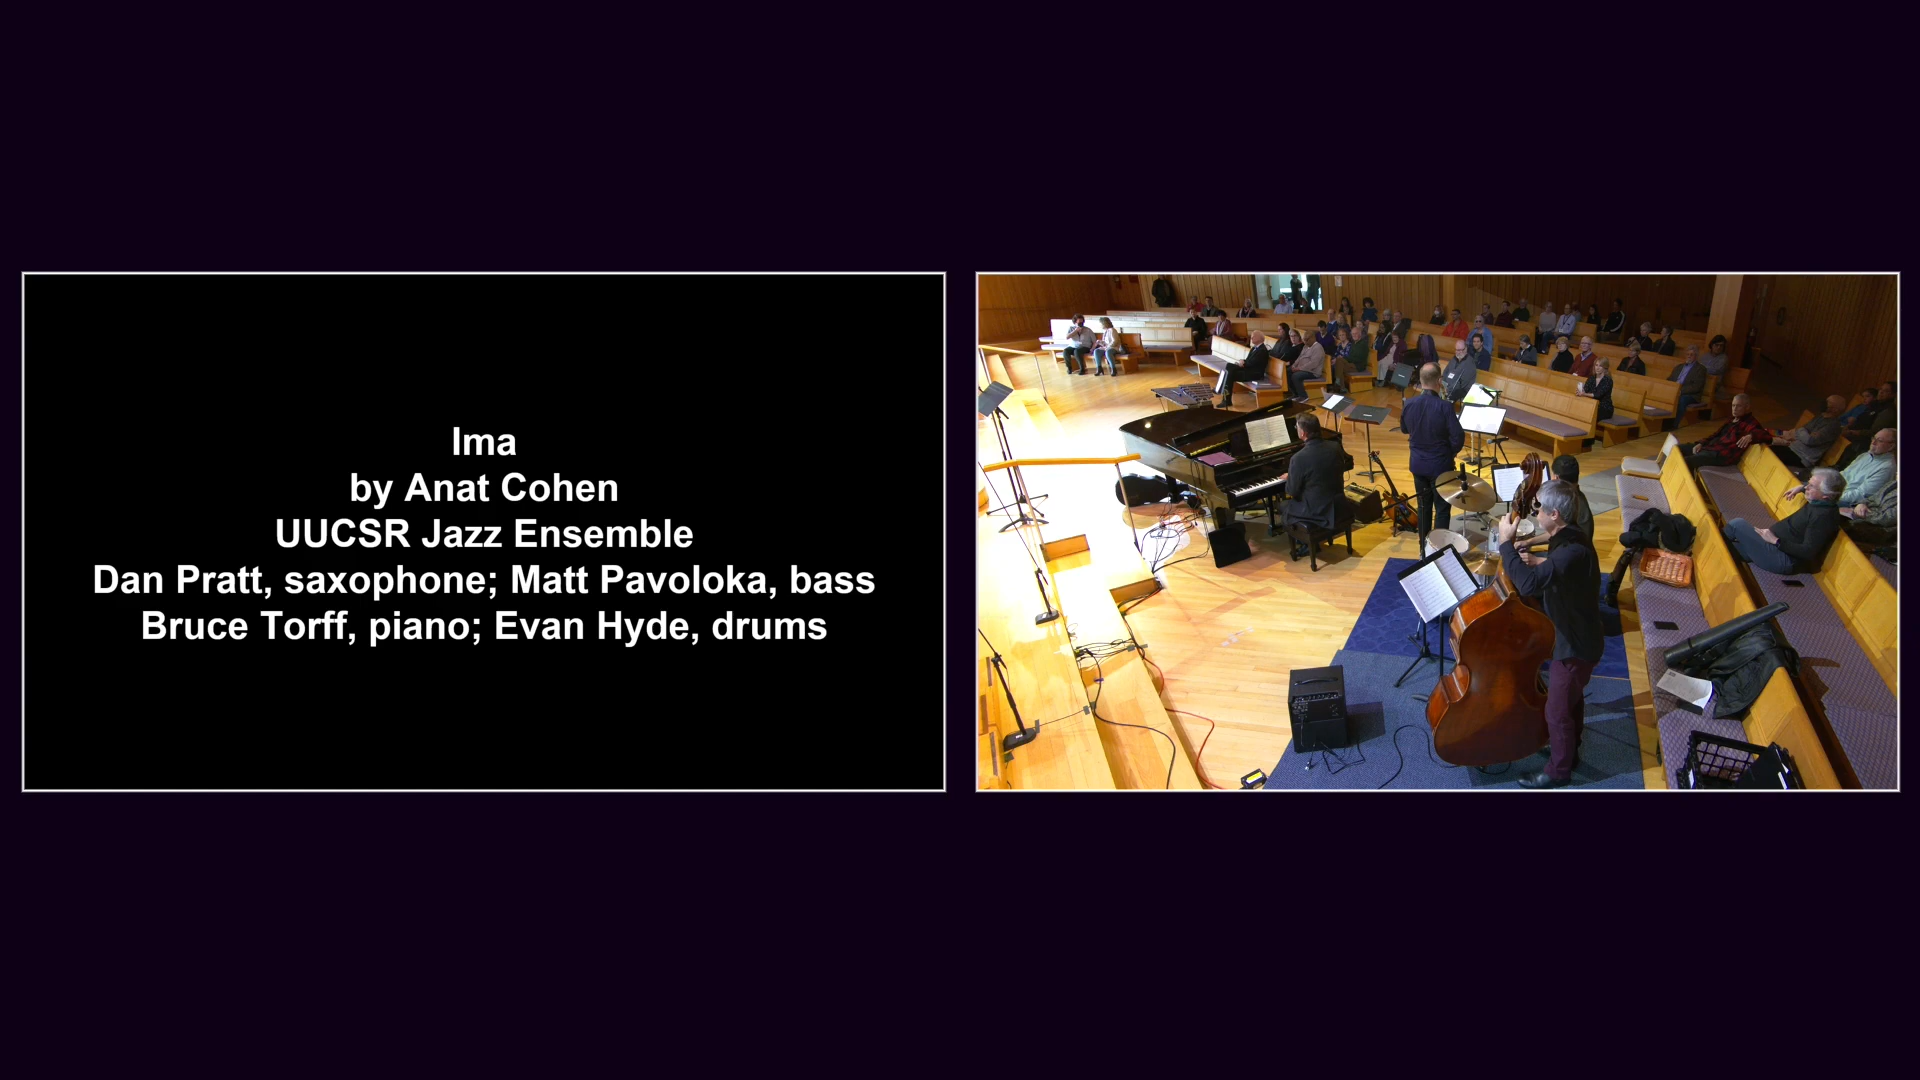 Ima
by Anat Cohen
UUCSR Jazz Ensemble
Dan Pratt, saxophone; Matt Pavoloka, bass
Bruce Torff, piano; Evan Hyde, drums